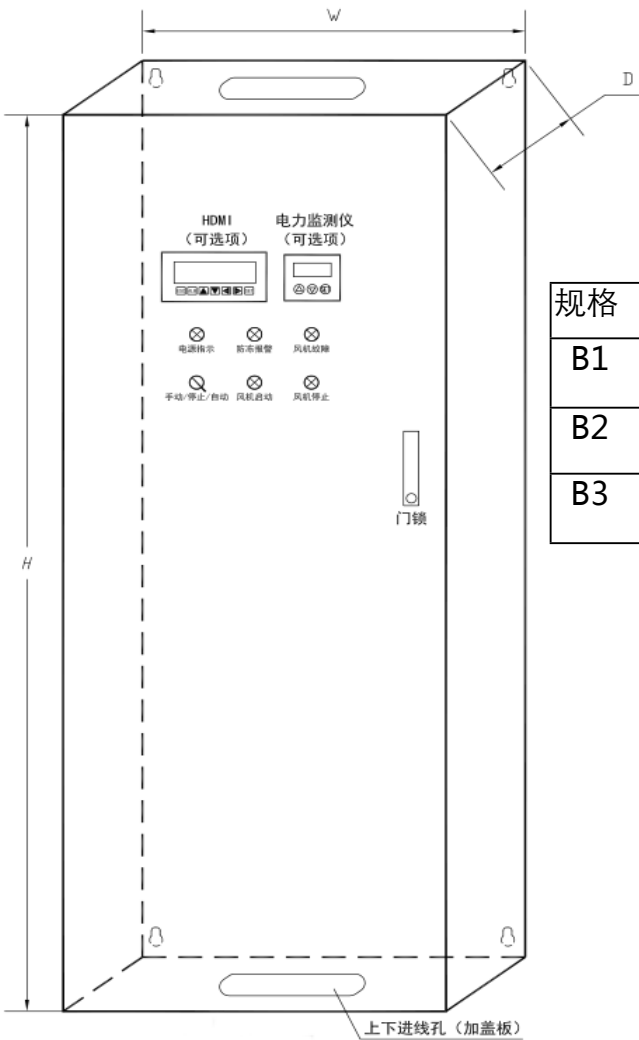 W
D
HDMI
(可选项)
电力监测仪
(可选项)
电源指示
防冻报警
风机故障
手动/停止/自动
风机启动
风机停止
门锁
H
上下进线孔（加盖板）
规格
B1
B2
B3